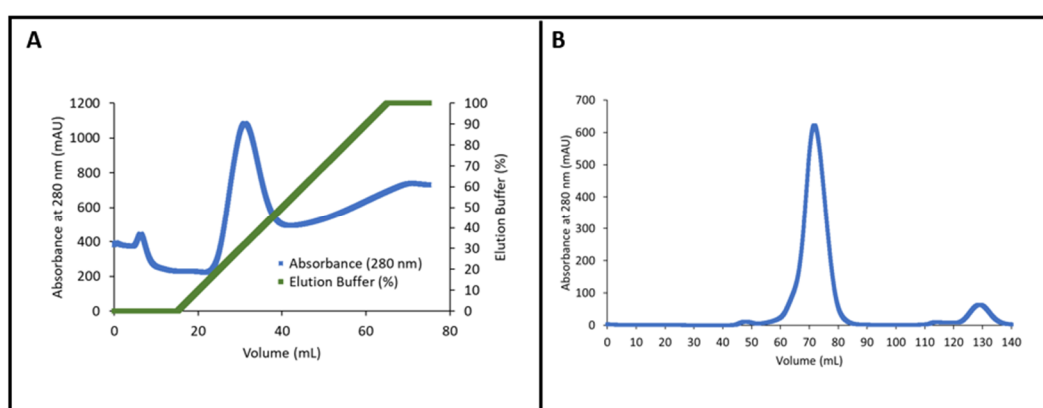 A
Absorbance at 280 nm (mAU)
1200
1000
800
600
400
200
0
0 20 40 60 80
Volume (mL)
100
90
80
70
60
50
40
30
20
10
0
Elution Buffer (%)
Absorbance (280 nm)
Elution Buffer (%)
B
Absorbance at 280 nm (mAU)
700
600
500
400
300
200
100
0
0 10 20 30 40 50 60 70 80 90 100 110 120 130 140
Volume (mL)